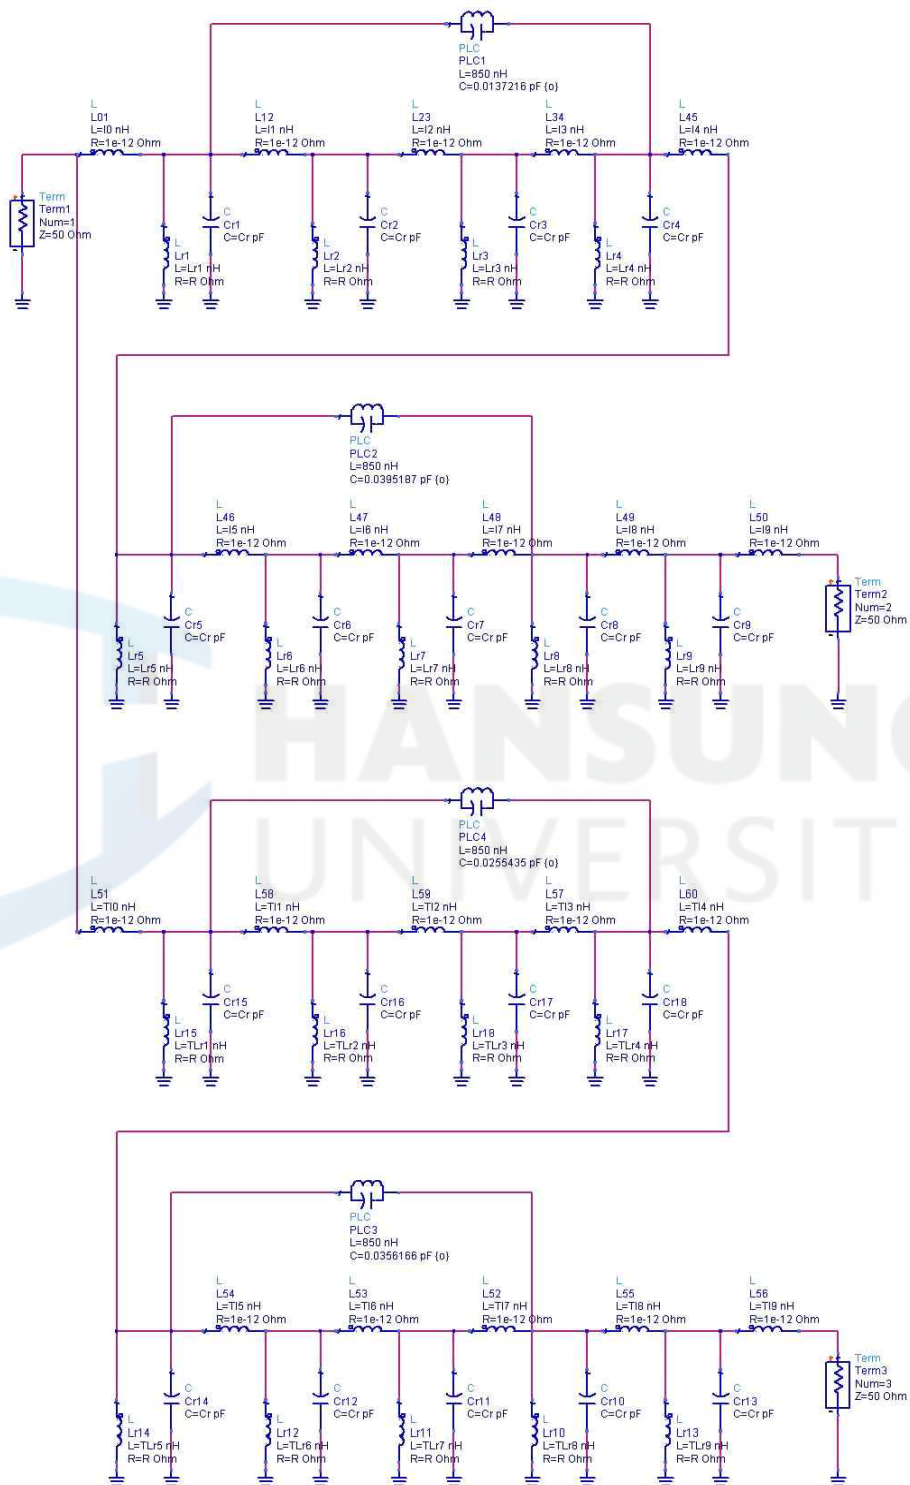 PLC
PLC1
L=850 nH
C=0.0137216 pF {o}
L
L01
L=I0 nH
R=1e-12 Ohm
L
L12
L=I1 nH
R=1e-12 Ohm
L
L23
L=I2 nH
R=1e-12 Ohm
L
L34
L=I3 nH
R=1e-12 Ohm
L
L45
L=I4 nH
R=1e-12 Ohm
Term
Term1
Num=1
Z=50 Ohm
L
Lr1
L=Lr1 nH
R=R Ohm
C
Cr1
C=Cr pF
L
Lr2
L=Lr2 nH
R=R Ohm
C
Cr2
C=Cr pF
L
Lr3
L=Lr3 nH
R=R Ohm
C
Cr3
C=Cr pF
L
Lr4
L=Lr4 nH
R=R Ohm
C
Cr4
C=Cr pF
PLC
PLC2
L=850 nH
C=0.0395187 pF {o}
L
L46
L=I5 nH
R=1e-12 Ohm
L
L47
L=I6 nH
R=1e-12 Ohm
L
L48
L=I7 nH
R=1e-12 Ohm
L
L49
L=I8 nH
R=1e-12 Ohm
L
L50
L=I9 nH
R=1e-12 Ohm
L
Lr5
L=Lr5 nH
R=R Ohm
C
Cr5
C=Cr pF
L
Lr6
L=Lr6 nH
R=R Ohm
C
Cr6
C=Cr pF
L
Lr7
L=Lr7 nH
R=R Ohm
C
Cr7
C=Cr pF
L
Lr8
L=Lr8 nH
R=R Ohm
C
Cr8
C=Cr pF
L
Lr9
L=Lr9 nH
R=R Ohm
C
Cr9
C=Cr pF
Term
Term2
Num=2
Z=50 Ohm
HANSUNG
UNIVERSIT
PLC
PLC4
L=850 nH
C=0.0255435 pF {o}
L
L51
L=Tl0 nH
R=1e-12 Ohm
L
L58
L=Tl1 nH
R=1e-12 Ohm
L
L59
L=Tl2 nH
R=1e-12 Ohm
L
L57
L=Tl3 nH
R=1e-12 Ohm
L
L60
L=Tl4 nH
R=1e-12 Ohm
L
Lr15
L=TLr1 nH
R=R Ohm
C
Cr15
C=Cr pF
L
Lr16
L=TLr2 nH
R=R Ohm
C
Cr16
C=Cr pF
L
Lr18
L=TLr3 nH
R=R Ohm
C
Cr17
C=Cr pF
L
Lr17
L=TLr4 nH
R=R Ohm
C
Cr18
C=Cr pF
PLC
PLC3
L=850 nH
C=0.0356166 pF {o}
L
L54
L=Tl5 nH
R=1e-12 Ohm
L
L53
L=Tl6 nH
R=1e-12 Ohm
L
L52
L=Tl7 nH
R=1e-12 Ohm
L
L55
L=Tl8 nH
R=1e-12 Ohm
L
L56
L=Tl9 nH
R=1e-12 Ohm
L
Lr14
L=TLr5 nH
R=R Ohm
C
Cr14
C=Cr pF
L
Lr12
L=TLr6 nH
R=R Ohm
C
Cr12
C=Cr pF
L
Lr11
L=TLr7 nH
R=R Ohm
C
Cr11
C=Cr pF
L
Lr10
L=TLr8 nH
R=R Ohm
C
Cr10
C=Cr pF
L
Lr13
L=TLr9 nH
R=R Ohm
C
Cr13
C=Cr pF
Term
Term3
Num=3
Z=50 Ohm